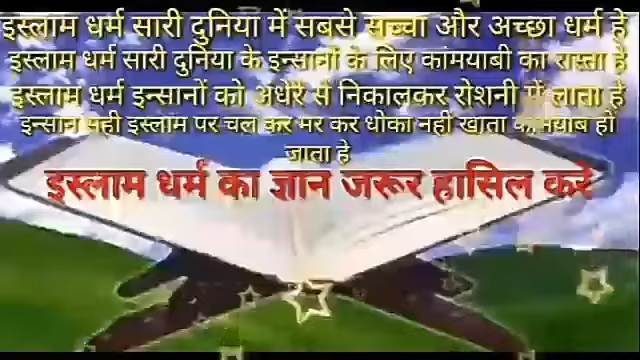 इस्लाम धर्म सारी दुनिया में सबसे सच्चा और अच्छा धर्म है
इस्लाम धर्म सारी दुनिया के इन्सानों के लिए कामयाबी का रास्ता है
इस्लाम धर्म इन्सानों को अंधेरे से निकालकर रोशनी में लाता है
इन्सान सही इस्लाम पर चल कर मर कर धोका नहीं खाता कामयाब हो
जाता है
इस्लाम धर्म का ज्ञान जरूर हासिल करें